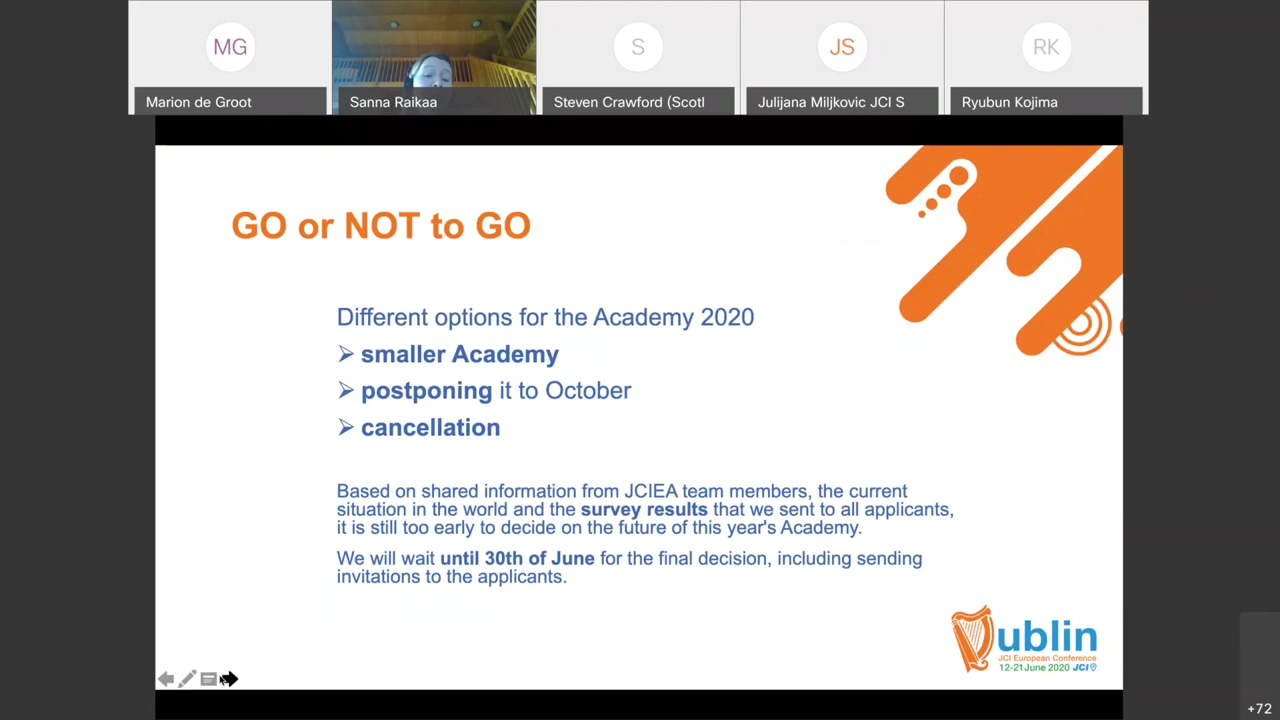 MG
S
JS
RK
Marion de Groot
Sanna Raikaa
Steven Crawford (Scotl
Julijana Miljkovic JCI S
Ryubun Kojima
GO or NOT to GO
Different options for the Academy 2020
➢ smaller Academy
➢ postponing it to October
➢ cancellation
Based on shared information from JCIEA team members, the current
situation in the world and the survey results that we sent to all applicants,
it is still too early to decide on the future of this year's Academy.
We will wait until 30th of June for the final decision, including sending
invitations to the applicants.
ublin
JCI European Conference
12-21 June 2020 JCI
+72